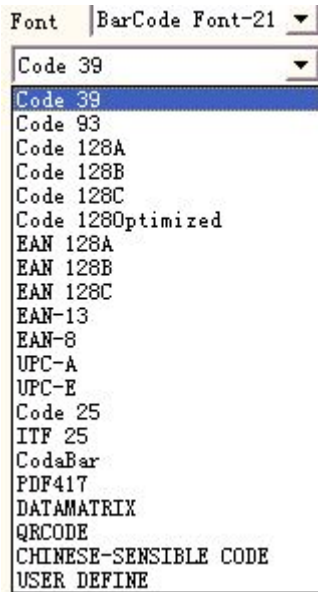 Font BarCode Font-21
Code 39
Code 39
Code 93
Code 128A
Code 128B
Code 128C
Code 128Optimized
EAN 128A
EAN 128B
EAN 128C
EAN-13
EAN-8
UPC-A
UPC-E
Code 25
ITF 25
CodaBar
PDF417
DATAMATRIX
QRCODE
CHINESE-SENSIBLE CODE
USER DEFINE